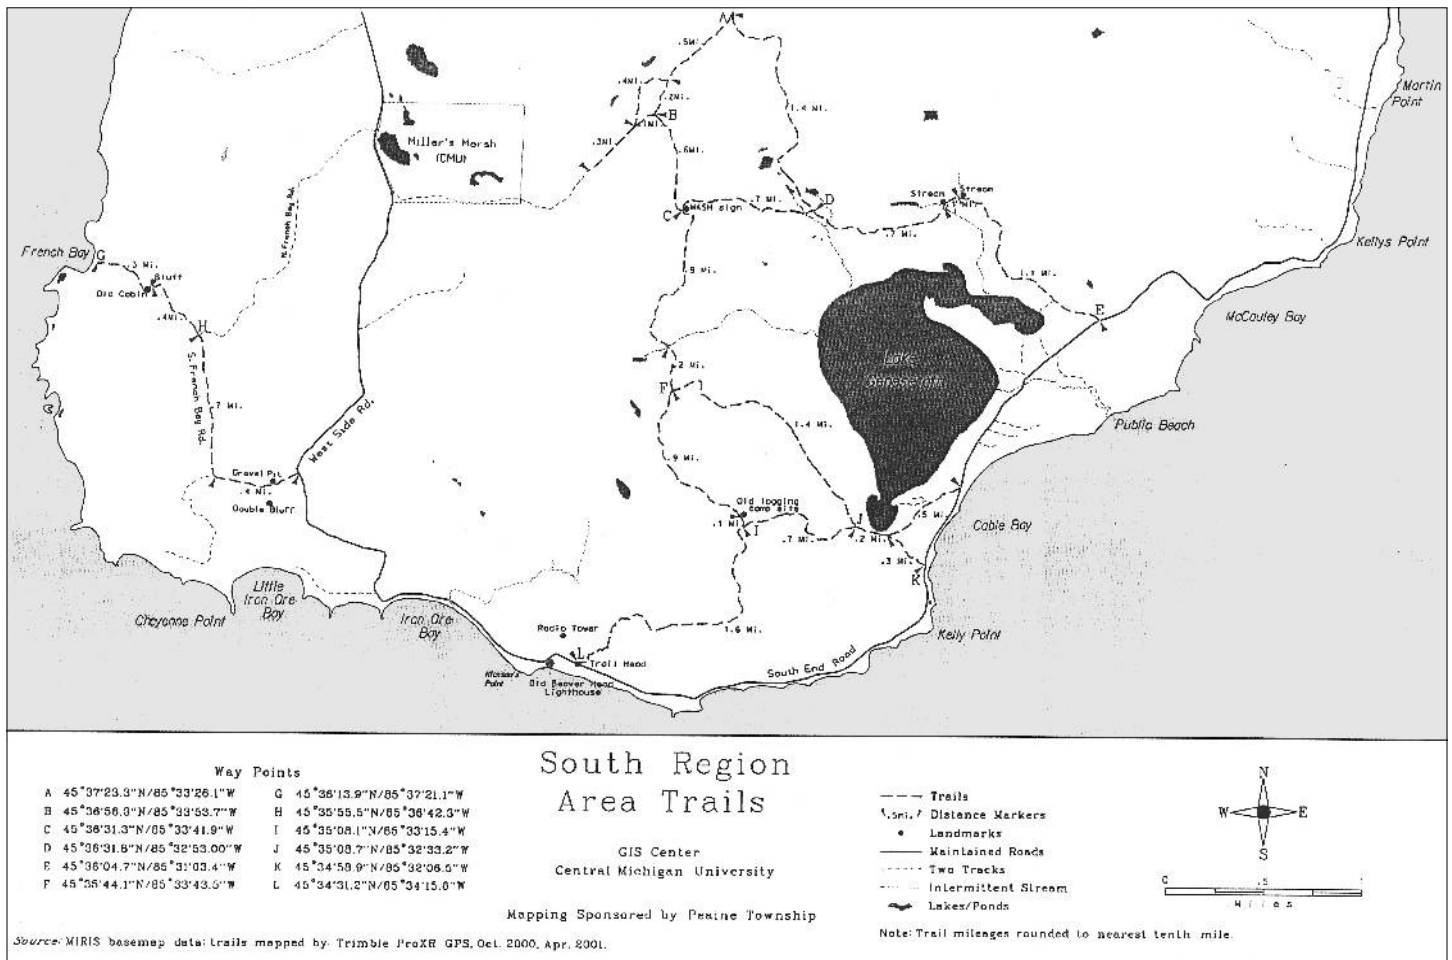 A
.5Mi.
.4Mi.
.2Mi.
B
.1Mi.
.3Mi.
.6Mi.
1.4 Mi.
Martin
Point
Miller's Marsh
(CMU)
N. French Bay Rd.
C
WASH sign
.7 Mi.
D
Stream
Stream
.1 Mi.
.7 Mi.
Kellys Point
French Bay
G
.3 Mi.
Bluff
Old Cabin
.4Mi.
H
.9 Mi.
1.1 Mi.
E
McCauley Bay
S. French Bay Rd.
.7 Mi.
West Side Rd.
.2 Mi.
F
Lake
Geneserath
1.4 Mi.
Public Beach
.9 Mi.
Gravel Pit
.4 Mi.
Double Bluff
Old logging
camp site
.1 Mi.
I
.7 Mi.
J
.2 Mi.
.5 Mi.
Cable Bay
.3 Mi.
K
Cheyenne Point
Little
Iron Ore
Bay
Iron Ore
Bay
Radio Tower
1.6 Mi.
L
Trail Head
Old Beaver Head
Lighthouse
Point
South End Road
Kelly Point
Way Points
A 45°37'23.3"N/85°33'26.1"W
B 45°36'56.3"N/85°33'53.7"W
C 45°36'31.3"N/85°33'41.9"W
D 45°36'31.8"N/85°32'53.00"W
E 45°36'04.7"N/85°31'03.4"W
F 45°35'44.1"N/85°33'43.5"W
G 45°36'13.9"N/85°37'21.1"W
H 45°35'55.5"N/85°36'42.3"W
I 45°35'08.1"N/85°33'15.4"W
J 45°35'08.7"N/85°32'33.2"W
K 45°34'58.9"N/85°32'06.5"W
L 45°34'31.2"N/85°34'15.8"W
South Region
Area Trails
GIS Center
Central Michigan University
Mapping Sponsored by Peaine Township
Trails
.5mi. Distance Markers
Landmarks
Maintained Roads
Two Tracks
Intermittent Stream
Lakes/Ponds
N
W E
S
0 .5 1
Miles
Note: Trail mileages rounded to nearest tenth mile.
Source: MIRIS basemap data; trails mapped by Trimble ProXR GPS, Oct. 2000, Apr. 2001.